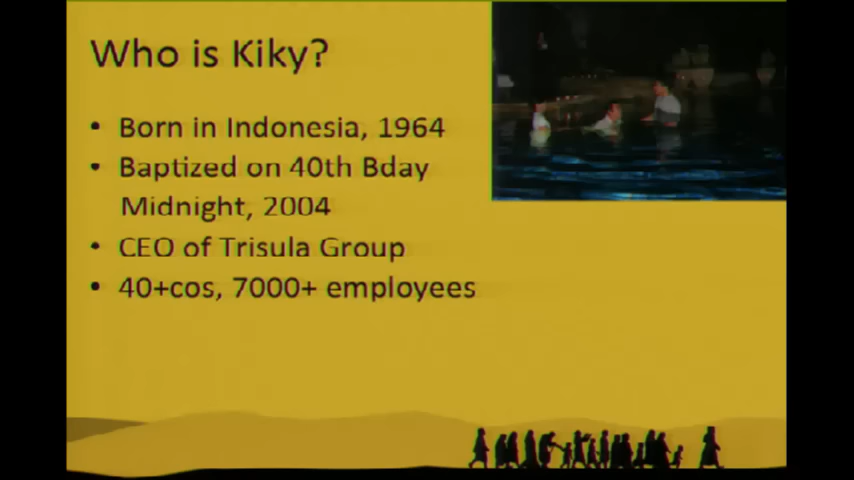 Who is Kiky?
• Born in Indonesia, 1964
• Baptized on 40th Bday
Midnight, 2004
• CEO of Trisula Group
• 40+cos, 7000+ employees